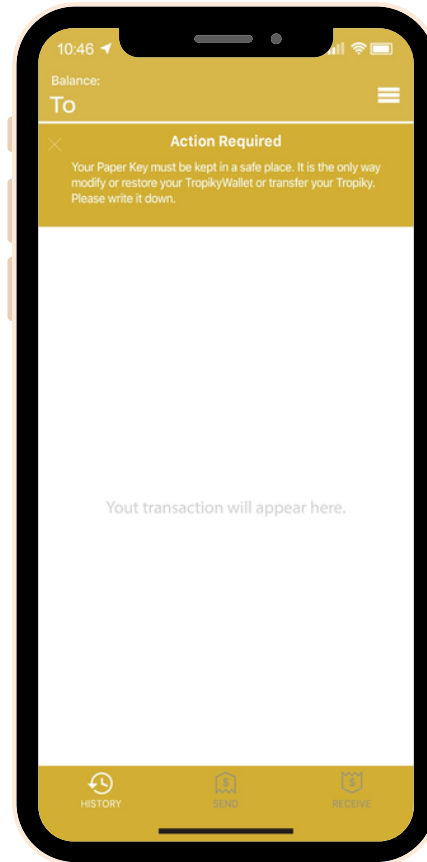 10:46
Balance:
To
Action Required
Your Paper Key must be kept in a safe place. It is the only way
modify or restore your TropikyWallet or transfer your Tropiky.
Please write it down.
Yout transaction will appear here.
HISTORY
SEND
RECEIVE